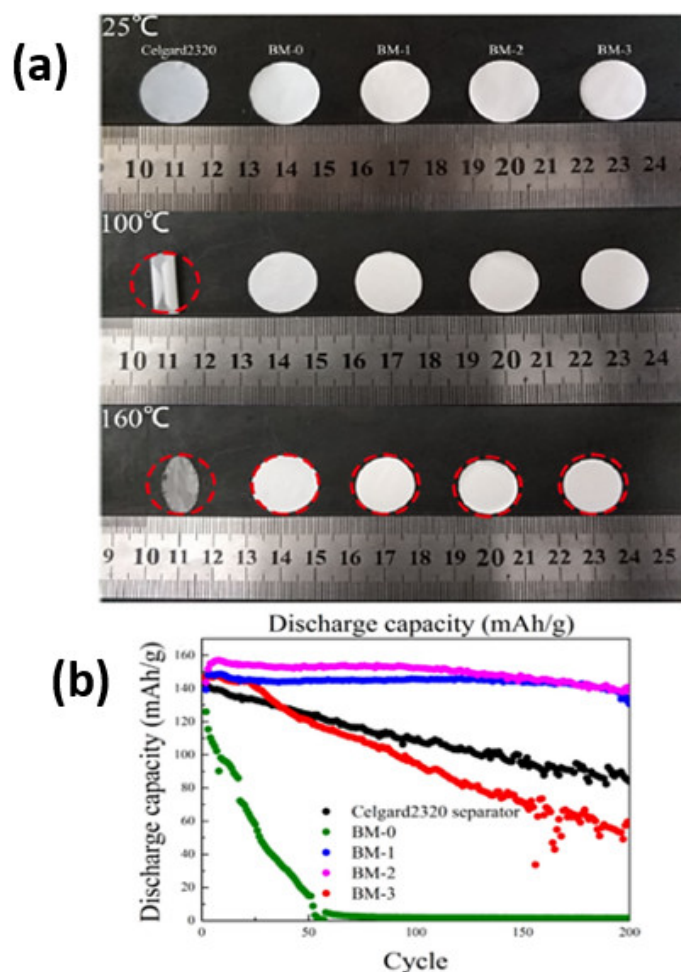 (a)
25℃
Celgard2320 BM-0 BM-1 BM-2 BM-3
10 11 12 13 14 15 16 17 18 19 20 21 22 23 24
100℃
10 11 12 13 14 15 16 17 18 19 20 21 22 23 24
160℃
9 10 11 12 13 14 15 16 17 18 19 20 21 22 23 24 25
(b)
Discharge capacity (mAh/g)
Discharge capacity (mAh/g)
160
140
120
100
80
60
40
20
0
Celgard2320 separator
BM-0
BM-1
BM-2
BM-3
0 50 100 150 200
Cycle